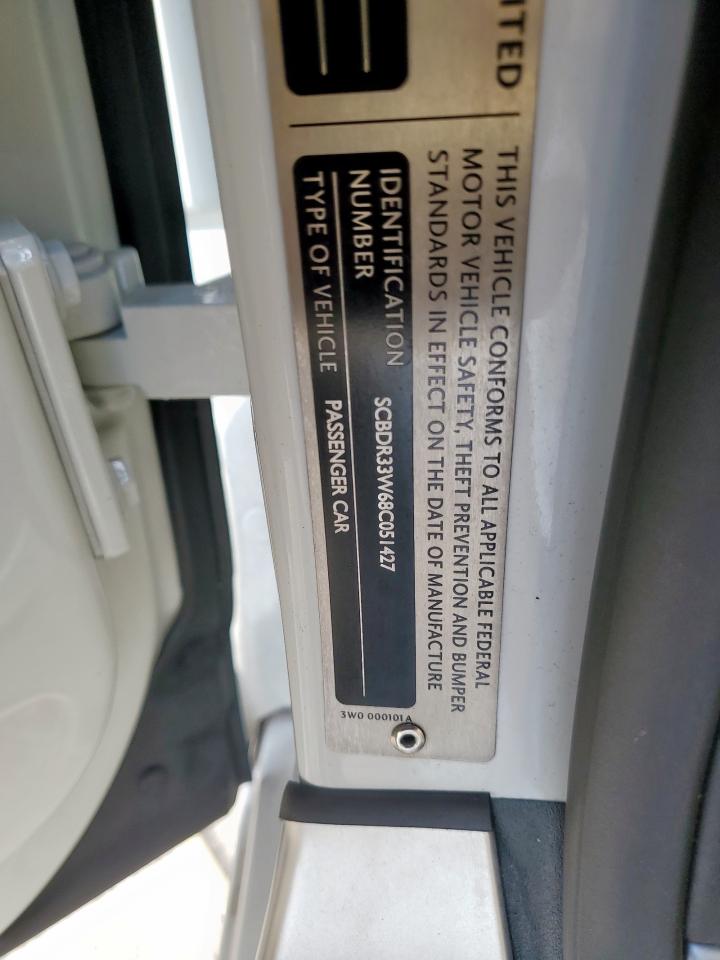 ITED
THIS VEHICLE CONFORMS TO ALL APPLICABLE FEDERAL
MOTOR VEHICLE SAFETY, THEFT PREVENTION AND BUMPER
STANDARDS IN EFFECT ON THE DATE OF MANUFACTURE
IDENTIFICATION
NUMBER SCBDR33W68C051427
TYPE OF VEHICLE PASSENGER CAR
3W0 000101 A